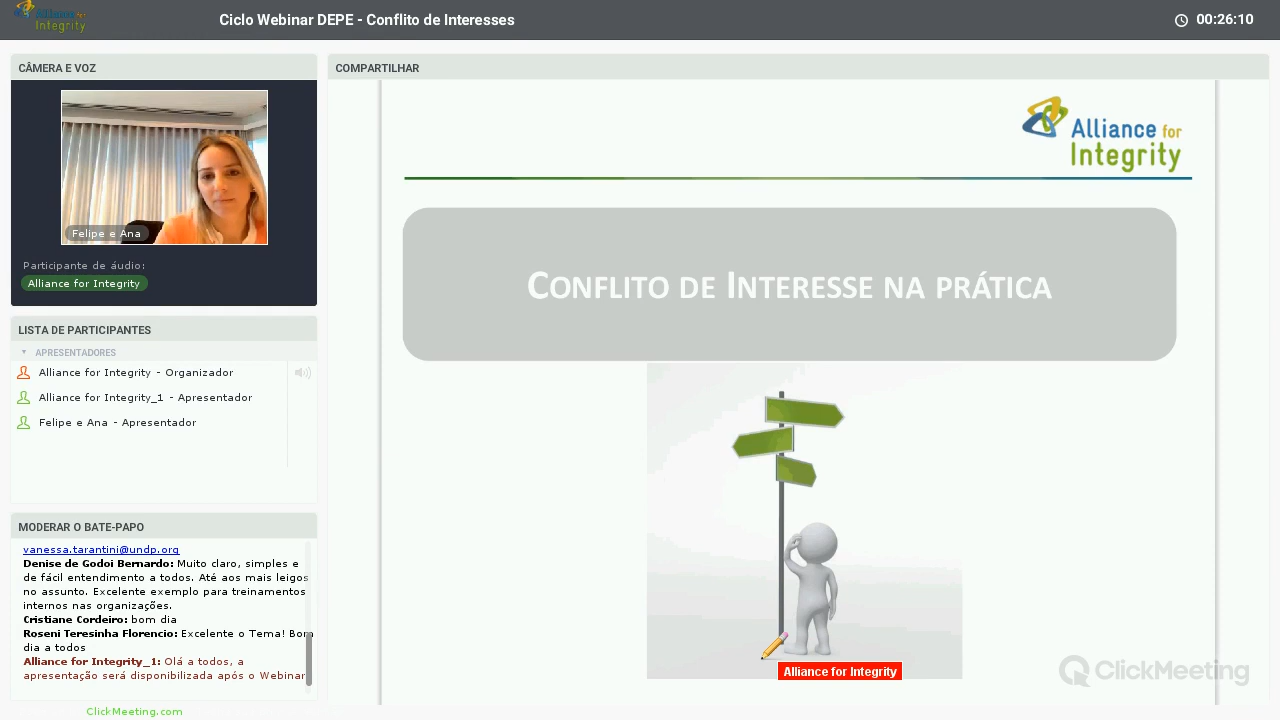 Alliance for
Integrity
Ciclo Webinar DEPE - Conflito de Interesses
00:26:10
CÂMERA E VOZ
Felipe e Ana
Participante de áudio:
Alliance for Integrity
LISTA DE PARTICIPANTES
APRESENTADORES
Alliance for Integrity - Organizador
Alliance for Integrity_1 - Apresentador
Felipe e Ana - Apresentador
MODERAR O BATE-PAPO
vanessa.tarantini@undp.org
Denise de Godoi Bernardo: Muito claro, simples e
de fácil entendimento a todos. Até aos mais leigos
no assunto. Excelente exemplo para treinamentos
internos nas organizações.
Cristiane Cordeiro: bom dia
Roseni Teresinha Florencio: Excelente o Tema! Bom
dia a todos
Alliance for Integrity_1: Olá a todos, a
apresentação será disponibilidada após o Webinar
ClickMeeting.com
COMPARTILHAR
Alliance for
Integrity
CONFLITO DE INTERESSE NA PRÁTICA
Alliance for Integrity
ClickMeeting